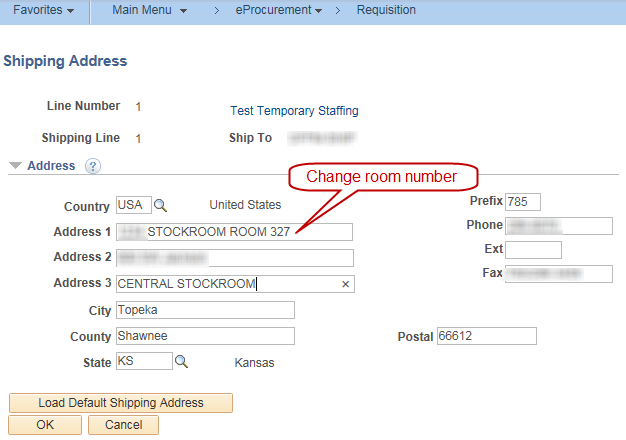 Favorites Main Menu > eProcurement > Requisition
Shipping Address
Line Number 1 Test Temporary Staffing
Shipping Line 1 Ship To
Address ?
Change room number
Country USA United States Prefix 785
Address 1 STOCKROOM ROOM 327 Phone
Address 2 Ext
Address 3 CENTRAL STOCKROOM × Fax
City Topeka
County Shawnee Postal 66612
State KS Kansas
Load Default Shipping Address
OK Cancel